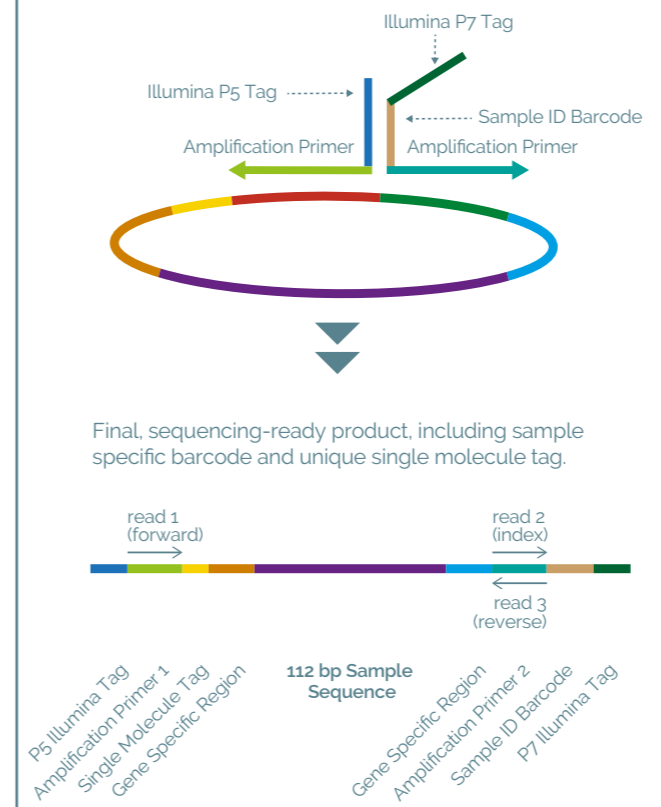 Illumina P7 Tag
Illumina P5 Tag
Sample ID Barcode
Amplification Primer
Amplification Primer
Final, sequencing-ready product, including sample
specific barcode and unique single molecule tag.
read 1
(forward)
read 2
(index)
read 3
(reverse)
P5 Illumina Tag
Amplification Primer 1
Single Molecule Tag
Gene Specific Region
112 bp Sample
Sequence
Gene Specific Region
Amplification Primer 2
Sample ID Barcode
P7 Illumina Tag